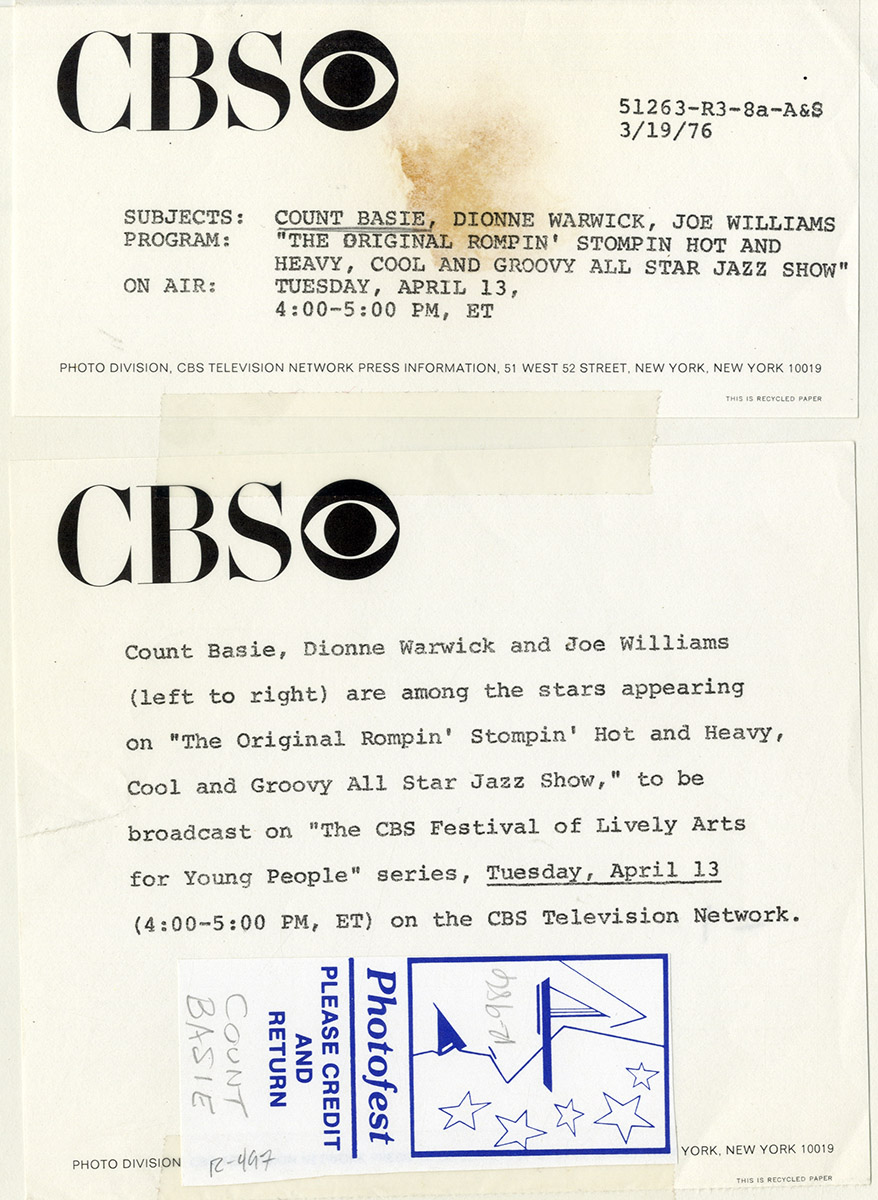 CBS
51263-R3-8a-A&S
3/19/76
SUBJECTS: COUNT BASIE, DIONNE WARWICK, JOE WILLIAMS
PROGRAM: "THE ORIGINAL ROMPIN' STOMPIN HOT AND
HEAVY, COOL AND GROOVY ALL STAR JAZZ SHOW"
ON AIR: TUESDAY, APRIL 13,
4:00-5:00 PM, ET
PHOTO DIVISION, CBS TELEVISION NETWORK PRESS INFORMATION, 51 WEST 52 STREET, NEW YORK, NEW YORK 10019
THIS IS RECYCLED PAPER
CBS
Count Basie, Dionne Warwick and Joe Williams
(left to right) are among the stars appearing
on "The Original Rompin' Stompin' Hot and Heavy,
Cool and Groovy All Star Jazz Show," to be
broadcast on "The CBS Festival of Lively Arts
for Young People" series, Tuesday, April 13
(4:00-5:00 PM, ET) on the CBS Television Network.
Photofest
PLEASE CREDIT
AND
RETURN
COUNT
BASIE
R-497
PHOTO DIVISION
YORK, NEW YORK 10019
THIS IS RECYCLED PAPER